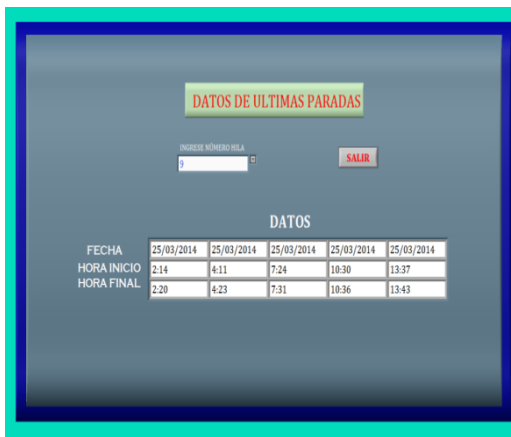 DATOS DE ULTIMAS PARADAS
INGRESE NÚMERO HILA
9
SALIR
DATOS
FECHA 25/03/2014 25/03/2014 25/03/2014 25/03/2014 25/03/2014
HORA INICIO 2:14 4:11 7:24 10:30 13:37
HORA FINAL 2:20 4:23 7:31 10:36 13:43